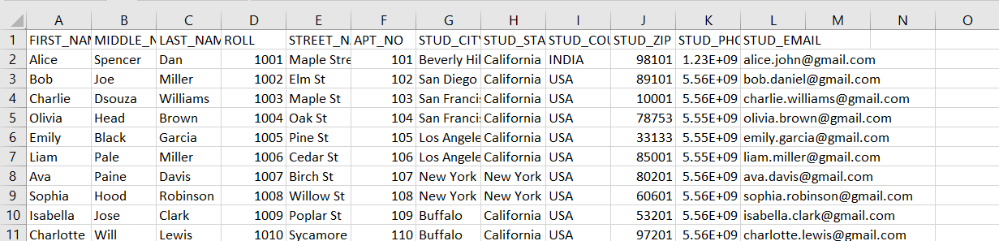 A B C D E F G H I J K L M N O
1 FIRST_NAM MIDDLE_N LAST_NAM ROLL STREET_N APT_NO STUD_CITY STUD_STA STUD_COU STUD_ZIP STUD_PHO STUD_EMAIL
2 Alice Spencer Dan 1001 Maple Stre 101 Beverly Hil California INDIA 98101 1.23E+09 alice.john@gmail.com
3 Bob Joe Miller 1002 Elm St 102 San Diego California USA 89101 5.56E+09 bob.daniel@gmail.com
4 Charlie Dsouza Williams 1003 Maple St 103 San Francis California USA 10001 5.56E+09 charlie.williams@gmail.com
5 Olivia Head Brown 1004 Oak St 104 San Francis California USA 78753 5.55E+09 olivia.brown@gmail.com
6 Emily Black Garcia 1005 Pine St 105 Los Angele California USA 33133 5.55E+09 emily.garcia@gmail.com
7 Liam Pale Miller 1006 Cedar St 106 Los Angele California USA 85001 5.55E+09 liam.miller@gmail.com
8 Ava Paine Davis 1007 Birch St 107 New York New York USA 80201 5.56E+09 ava.davis@gmail.com
9 Sophia Hood Robinson 1008 Willow St 108 New York New York USA 60601 5.56E+09 sophia.robinson@gmail.com
10 Isabella Jose Clark 1009 Poplar St 109 Buffalo California USA 53201 5.56E+09 isabella.clark@gmail.com
11 Charlotte Will Lewis 1010 Sycamore 110 Buffalo California USA 97201 5.56E+09 charlotte.lewis@gmail.com